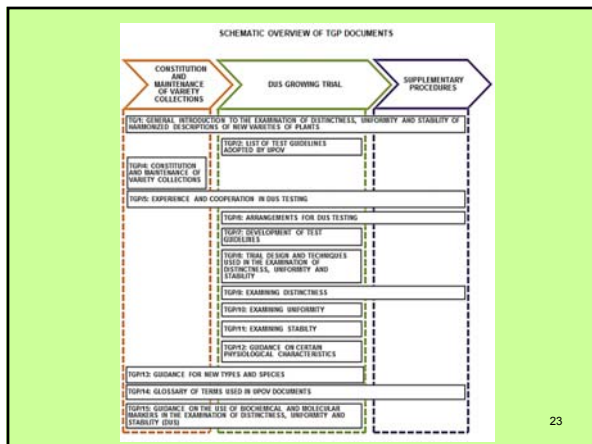 SCHEMATIC OVERVIEW OF TGP DOCUMENTS
CONSTITUTION
AND
MAINTENANCE
OF VARIETY
COLLECTIONS
DUS GROWING TRIAL
SUPPLEMENTARY
PROCEDURES
TG/1: GENERAL INTRODUCTION TO THE EXAMINATION OF DISTINCTNESS, UNIFORMITY AND STABILITY OF
HARMONIZED DESCRIPTIONS OF NEW VARIETIES OF PLANTS
TGP/2: LIST OF TEST GUIDELINES
ADOPTED BY UPOV
TGP/4: CONSTITUTION
AND MAINTENANCE OF
VARIETY COLLECTIONS
TGP/5: EXPERIENCE AND COOPERATION IN DUS TESTING
TGP/6: ARRANGEMENTS FOR DUS TESTING
TGP/7: DEVELOPMENT OF TEST
GUIDELINES
TGP/8: TRIAL DESIGN AND TECHNIQUES
USED IN THE EXAMINATION OF
DISTINCTNESS, UNIFORMITY AND
STABILITY
TGP/9: EXAMINING DISTINCTNESS
TGP/10: EXAMINING UNIFORMITY
TGP/11: EXAMINING STABILTY
TGP/12: GUIDANCE ON CERTAIN
PHYSIOLOGICAL CHARACTERISTICS
TGP/13: GUIDANCE FOR NEW TYPES AND SPECIES
TGP/14: GLOSSARY OF TERMS USED IN UPOV DOCUMENTS
TGP/15: GUIDANCE ON THE USE OF BIOCHEMICAL AND MOLECULAR
MARKERS IN THE EXAMINATION OF DISTINCTNESS, UNIFORMITY AND
STABILITY (DUS)
23